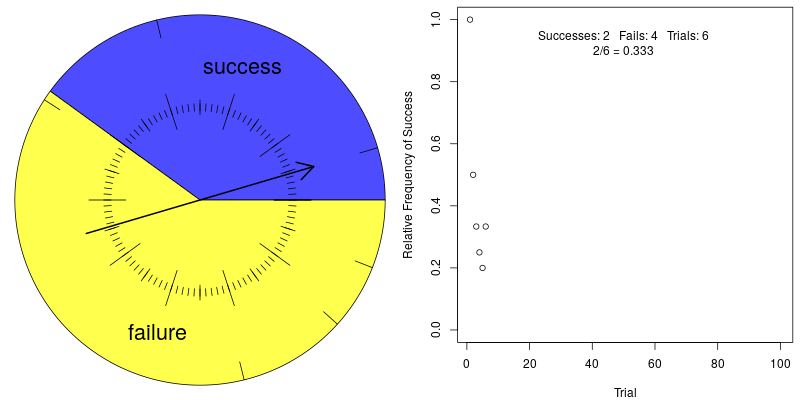 success
failure
Successes: 2 Fails: 4 Trials: 6
2/6 = 0.333
Relative Frequency of Success
1.0
0.8
0.6
0.4
0.2
0.0
0 20 40 60 80 100
Trial